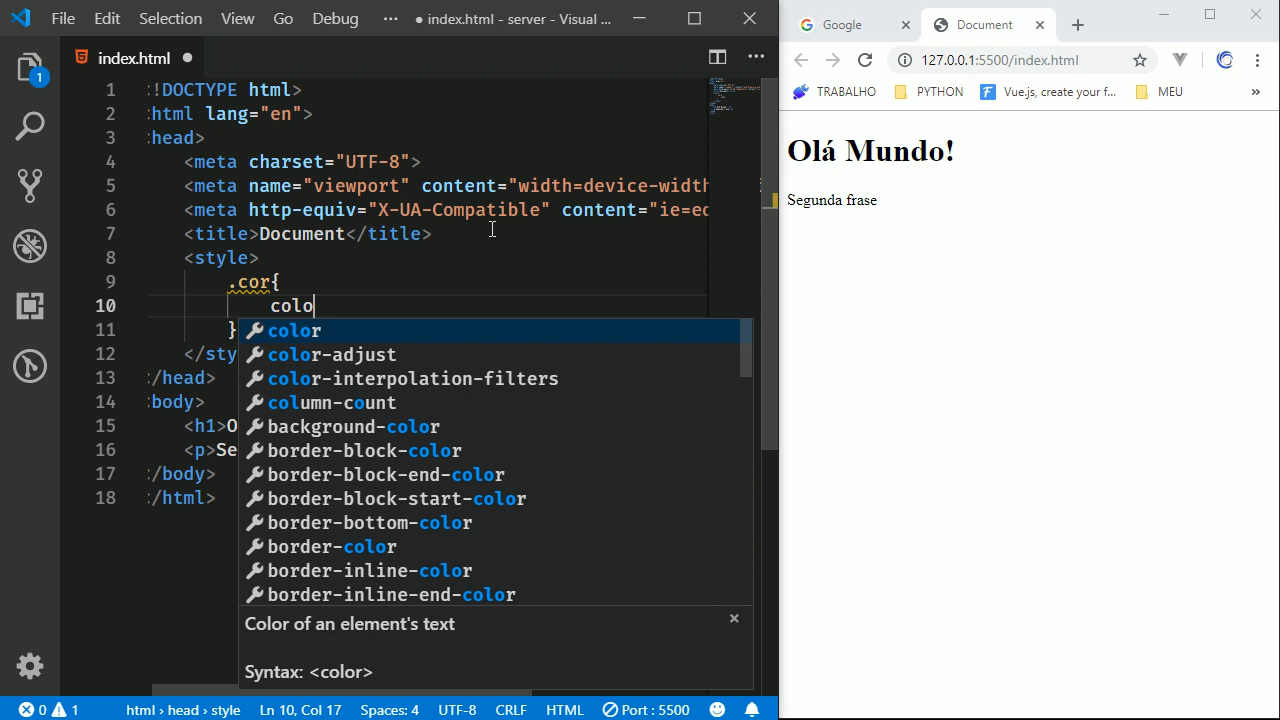 File Edit Selection View Go Debug ··· ● index.html - server - Visual ...
index.html ●
1 :!DOCTYPE html>
2 :html lang="en">
3 :head>
4 <meta charset="UTF-8">
5 <meta name="viewport" content="width=device-width
6 <meta http-equiv="X-UA-Compatible" content="ie=ed
7 <title>Document</title>
8 <style>
9 .cor{
10 colo
11 }
12 </sty
13 :/head>
14 :body>
15 <h1>O
16 <p>Se
17 :/body>
18 :/html>
color
color-adjust
color-interpolation-filters
column-count
background-color
border-block-color
border-block-end-color
border-block-start-color
border-bottom-color
border-color
border-inline-color
border-inline-end-color
Color of an element's text
Syntax: <color>
1
0 1 html › head › style Ln 10, Col 17 Spaces: 4 UTF-8 CRLF HTML Port : 5500
Google Document
127.0.0.1:5500/index.html
TRABALHO PYTHON Vue.js, create your f... MEU »
Olá Mundo!
Segunda frase